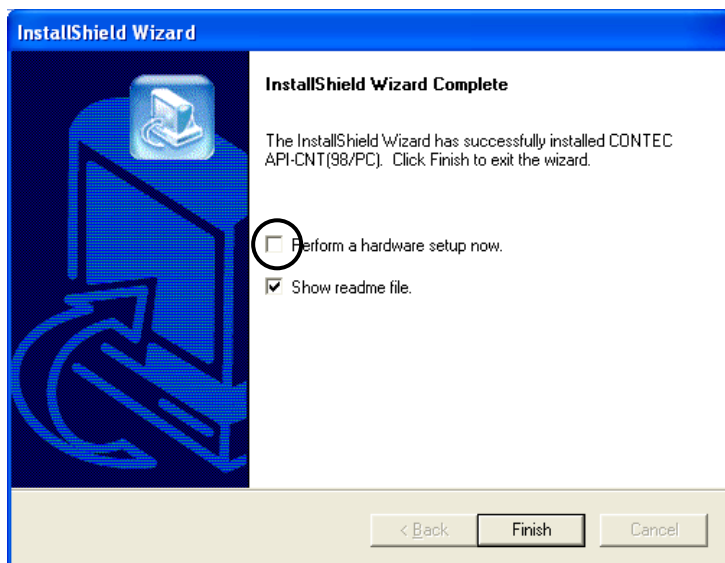 InstallShield Wizard
InstallShield Wizard Complete
The InstallShield Wizard has successfully installed CONTEC
API-CNT(98/PC). Click Finish to exit the wizard.
Perform a hardware setup now.
Show readme file.
< Back Finish Cancel